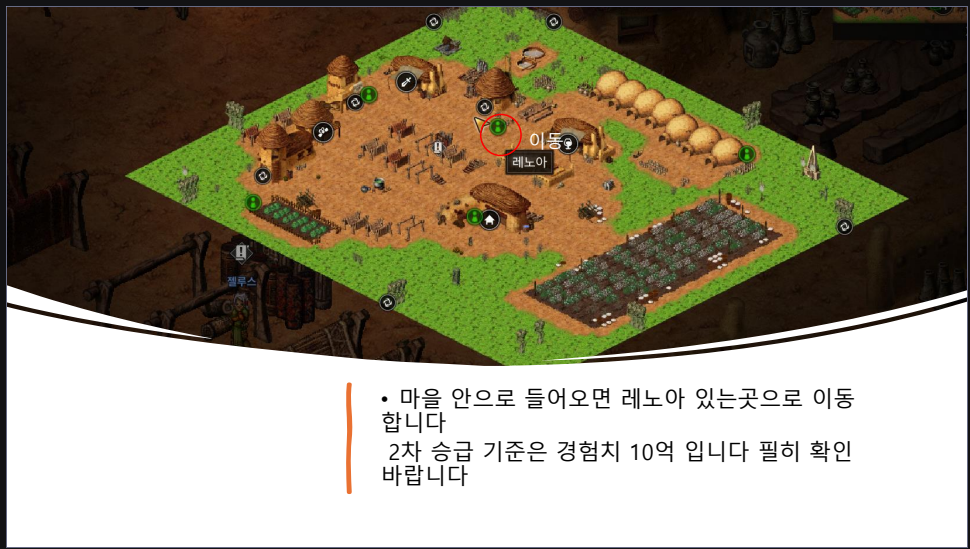 이동
레노아
젤루스
• 마을 안으로 들어오면 레노아 있는곳으로 이동
합니다
2차 승급 기준은 경험치 10억 입니다 필히 확인
바랍니다